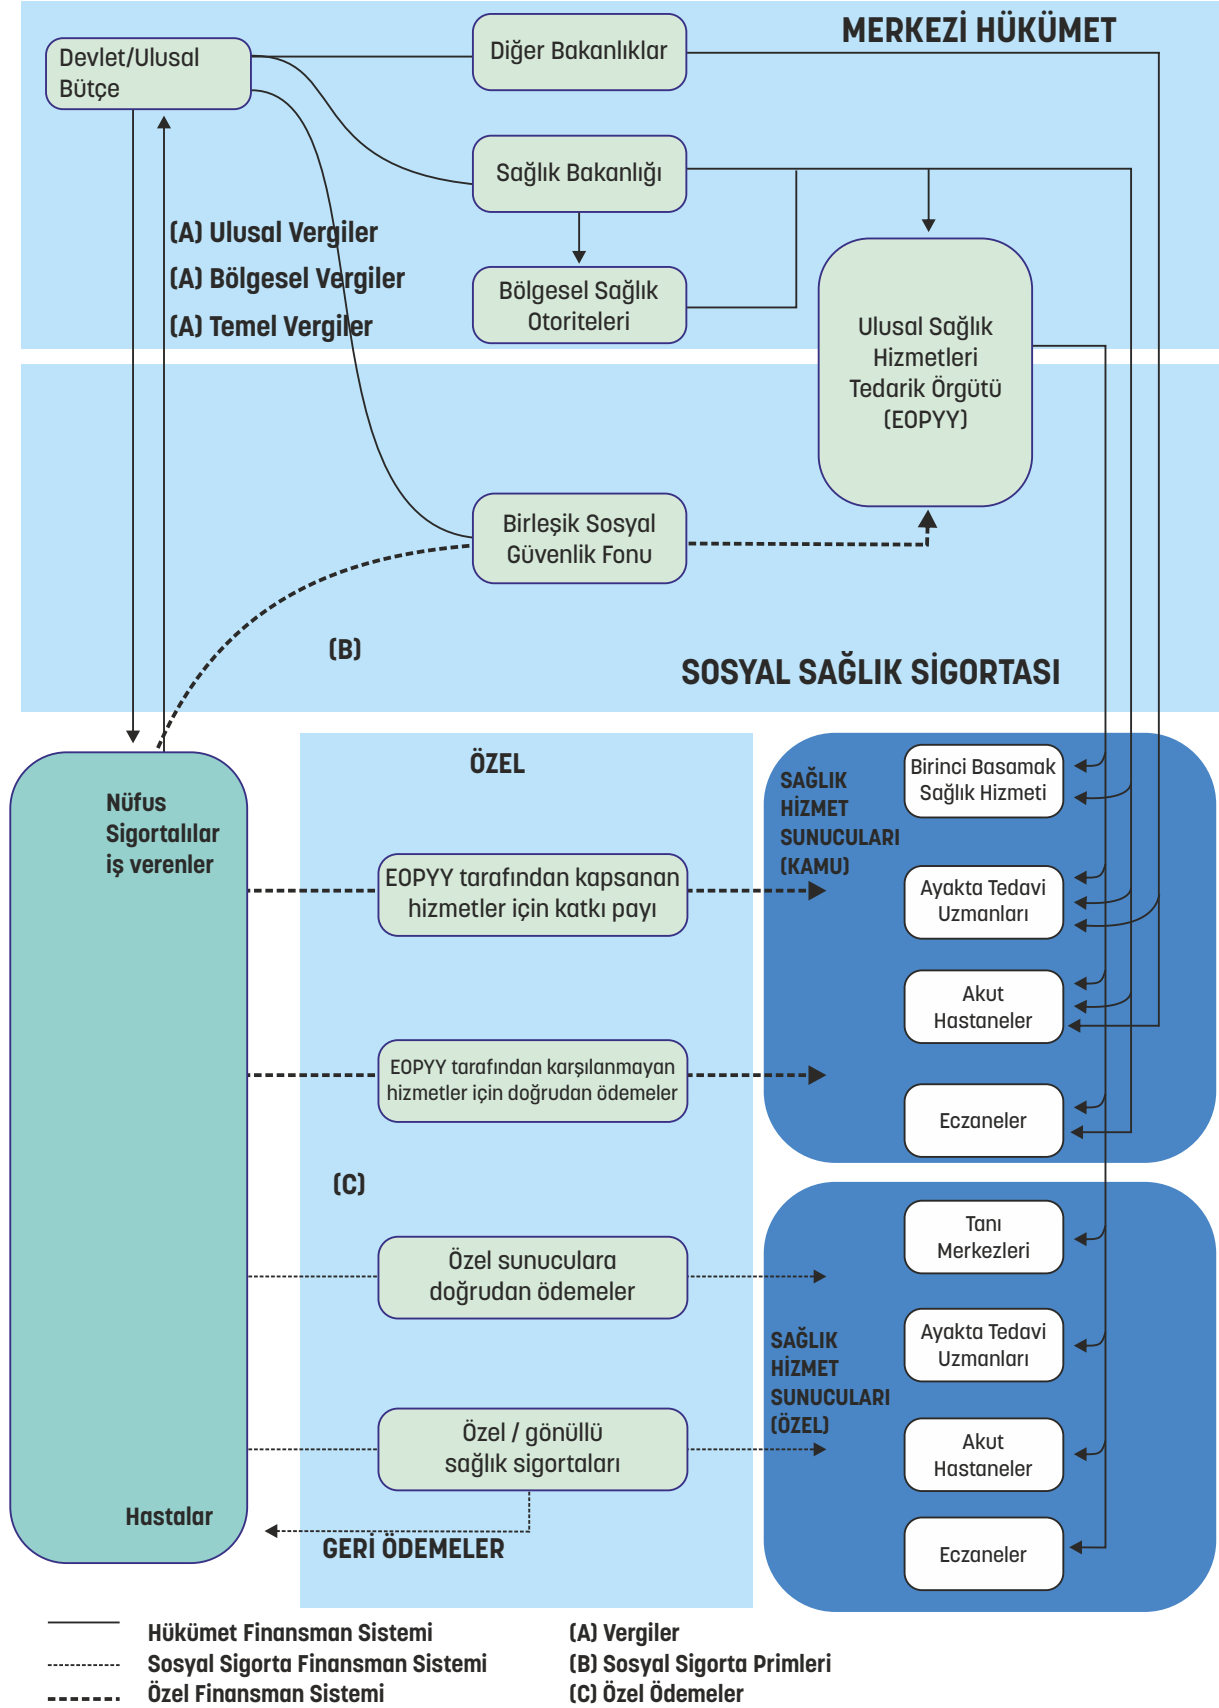 MERKEZİ HÜKÜMET
Devlet/Ulusal
Bütçe
Diğer Bakanlıklar
Sağlık Bakanlığı
(A) Ulusal Vergiler
(A) Bölgesel Vergiler
(A) Temel Vergiler
Bölgesel Sağlık
Otoriteleri
Ulusal Sağlık
Hizmetleri
Tedarik Örgütü
(EOPYY)
Birleşik Sosyal
Güvenlik Fonu
(B)
SOSYAL SAĞLIK SİGORTASI
Nüfus
Sigortalılar
iş verenler
Hastalar
ÖZEL
EOPYY tarafından kapsanan
hizmetler için katkı payı
EOPYY tarafından karşılanmayan
hizmetler için doğrudan ödemeler
(C)
Özel sunuculara
doğrudan ödemeler
Özel / gönüllü
sağlık sigortaları
GERİ ÖDEMELER
SAĞLIK
HİZMET
SUNUCULARI
(KAMU)
Birinci Basamak
Sağlık Hizmeti
Ayakta Tedavi
Uzmanları
Akut
Hastaneler
Eczaneler
SAĞLIK
HİZMET
SUNUCULARI
(ÖZEL)
Tanı
Merkezleri
Ayakta Tedavi
Uzmanları
Akut
Hastaneler
Eczaneler
Hükümet Finansman Sistemi
Sosyal Sigorta Finansman Sistemi
Özel Finansman Sistemi
(A) Vergiler
(B) Sosyal Sigorta Primleri
(C) Özel Ödemeler